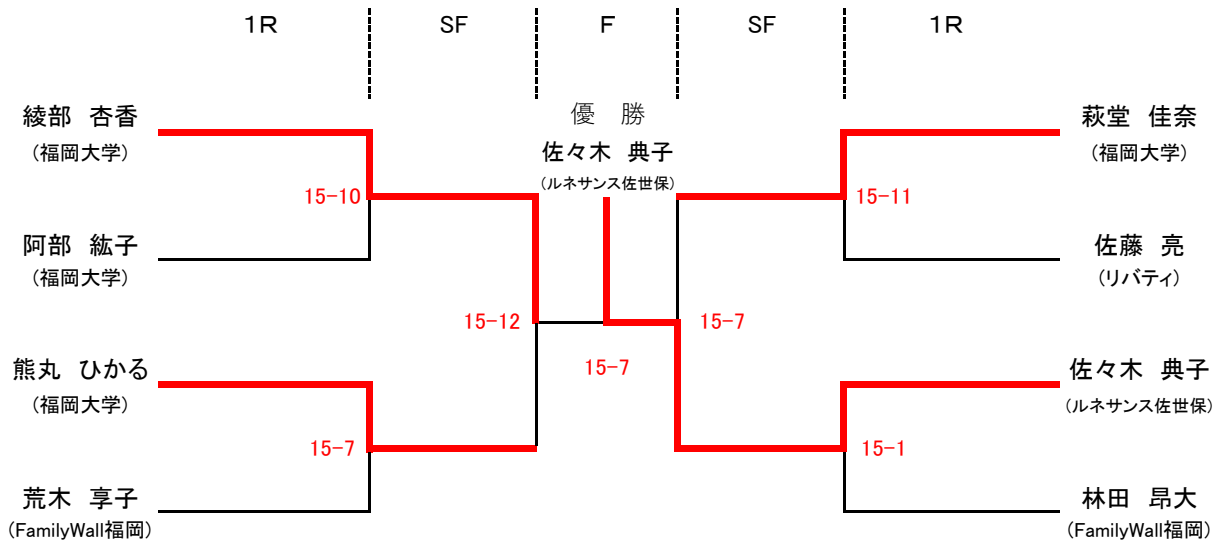 1R SF F SF 1R
優 勝
綾部 杏香
(福岡大学)
佐々木 典子
(ルネサンス佐世保)
萩堂 佳奈
(福岡大学)
15-10
15-11
阿部 紘子
(福岡大学)
佐藤 亮
(リバティ)
15-12
15-7
15-7
熊丸 ひかる
(福岡大学)
佐々木 典子
(ルネサンス佐世保)
15-7
15-1
荒木 享子
(FamilyWall福岡)
林田 昂大
(FamilyWall福岡)